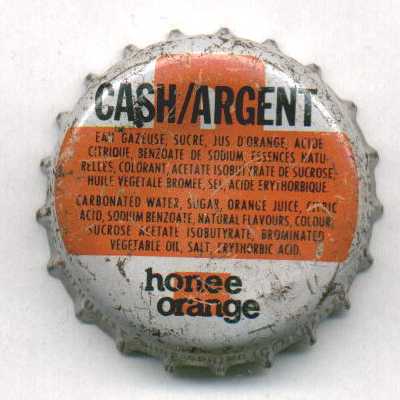 CASH/ARGENT
EAU GAZEUSE, SUCRE, JUS D'ORANGE, ACIDE
CITRIQUE, BENZOATE DE SODIUM, ESSENCES NATU-
RELLES, COLORANT, ACETATE ISOBUTYRATE DE SUCROSE,
HUILE VEGETALE BROMEE, SEL, ACIDE ERYTHORBIQUE.
CARBONATED WATER, SUGAR, ORANGE JUICE, CITRIC
ACID, SODIUM BENZOATE, NATURAL FLAVOURS, COLOUR,
SUCROSE ACETATE ISOBUTYRATE, BROMINATED
VEGETABLE OIL, SALT, ERYTHORBIC ACID.
honee
orange